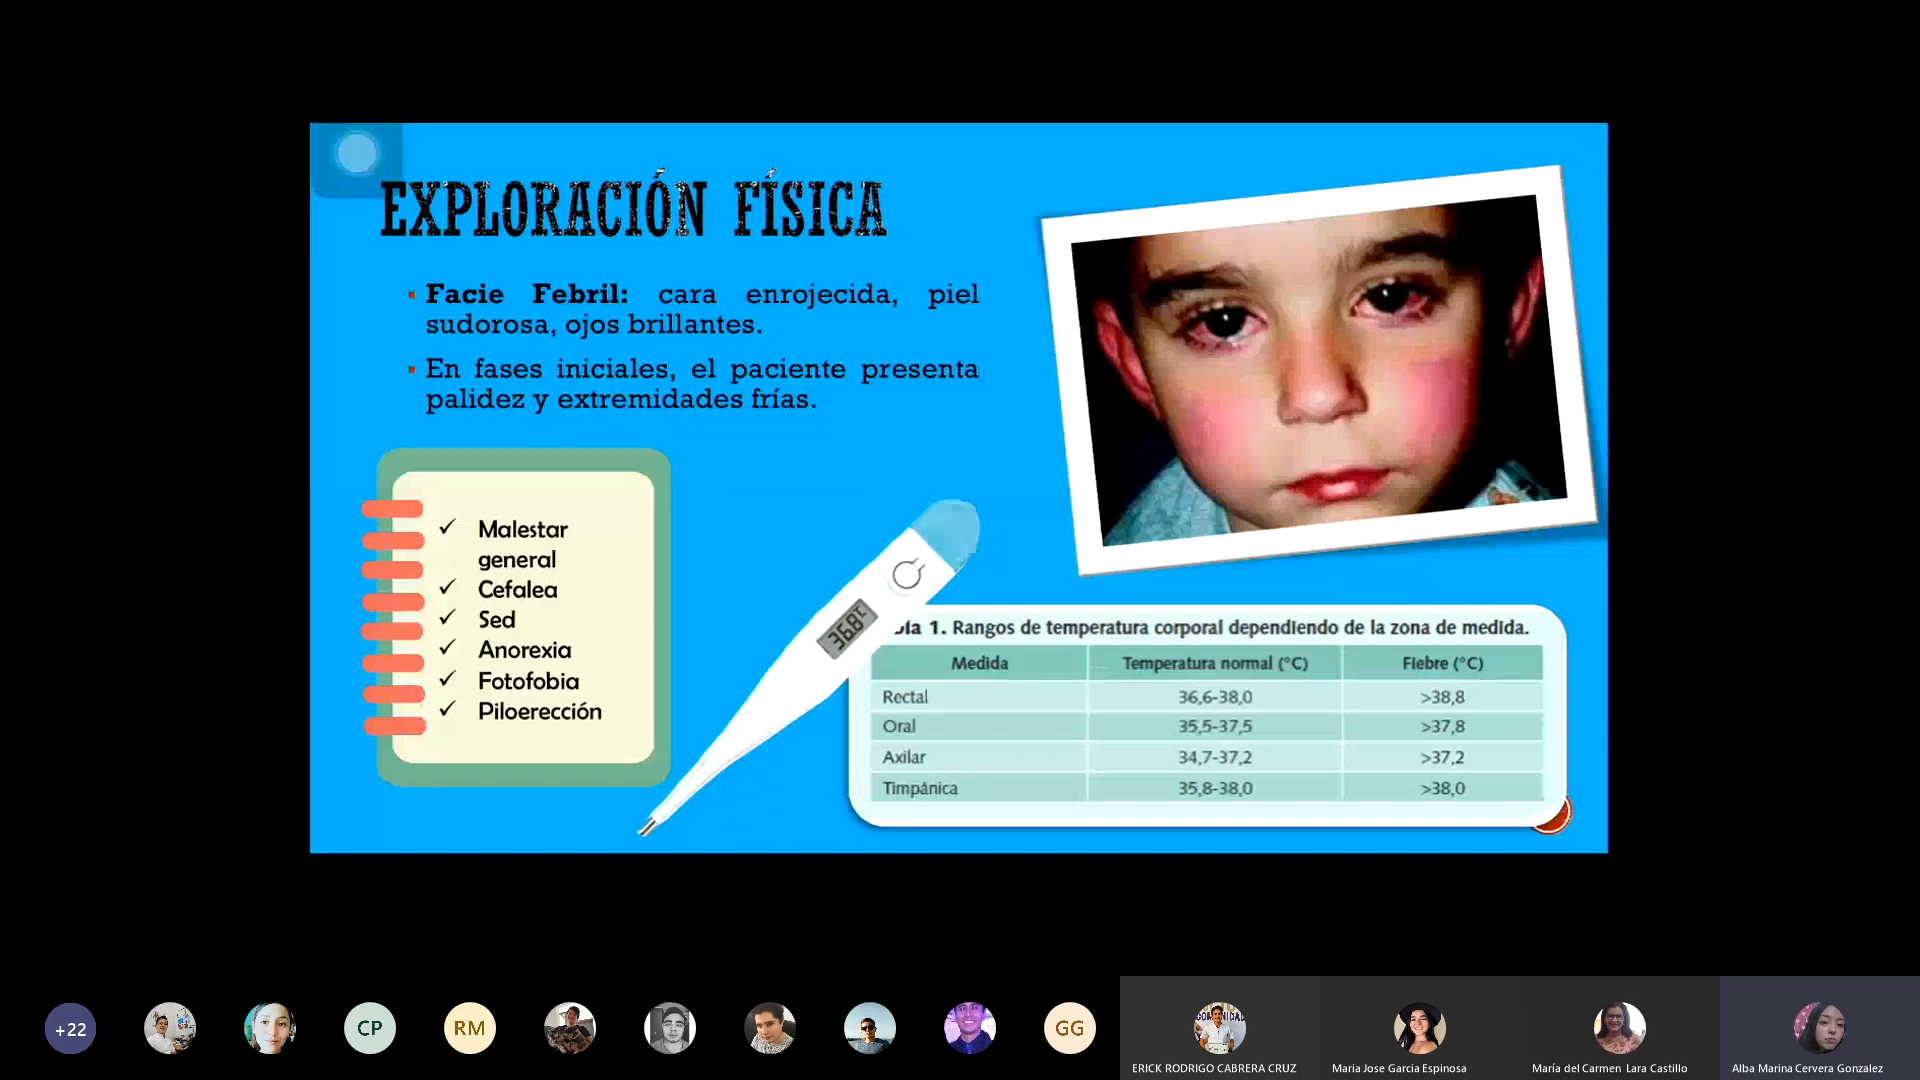 EXPLORACIÓN FÍSICA
Facie Febril: cara enrojecida, piel
sudorosa, ojos brillantes.
En fases iniciales, el paciente presenta
palidez y extremidades frías.
✓ Malestar
general
✓ Cefalea
✓ Sed
✓ Anorexia
✓ Fotofobia
✓ Piloerección
36.8°C
bla 1. Rangos de temperatura corporal dependiendo de la zona de medida.
Medida Temperatura normal (°C) Fiebre (°C)
Rectal 36,6-38,0 >38,8
Oral 35,5-37,5 >37,8
Axilar 34,7-37,2 >37,2
Timpánica 35,8-38,0 >38,0
+22 CP RM GG
ERICK RODRIGO CABRERA CRUZ Maria Jose Garcia Espinosa María del Carmen Lara Castillo Alba Marina Cervera Gonzalez